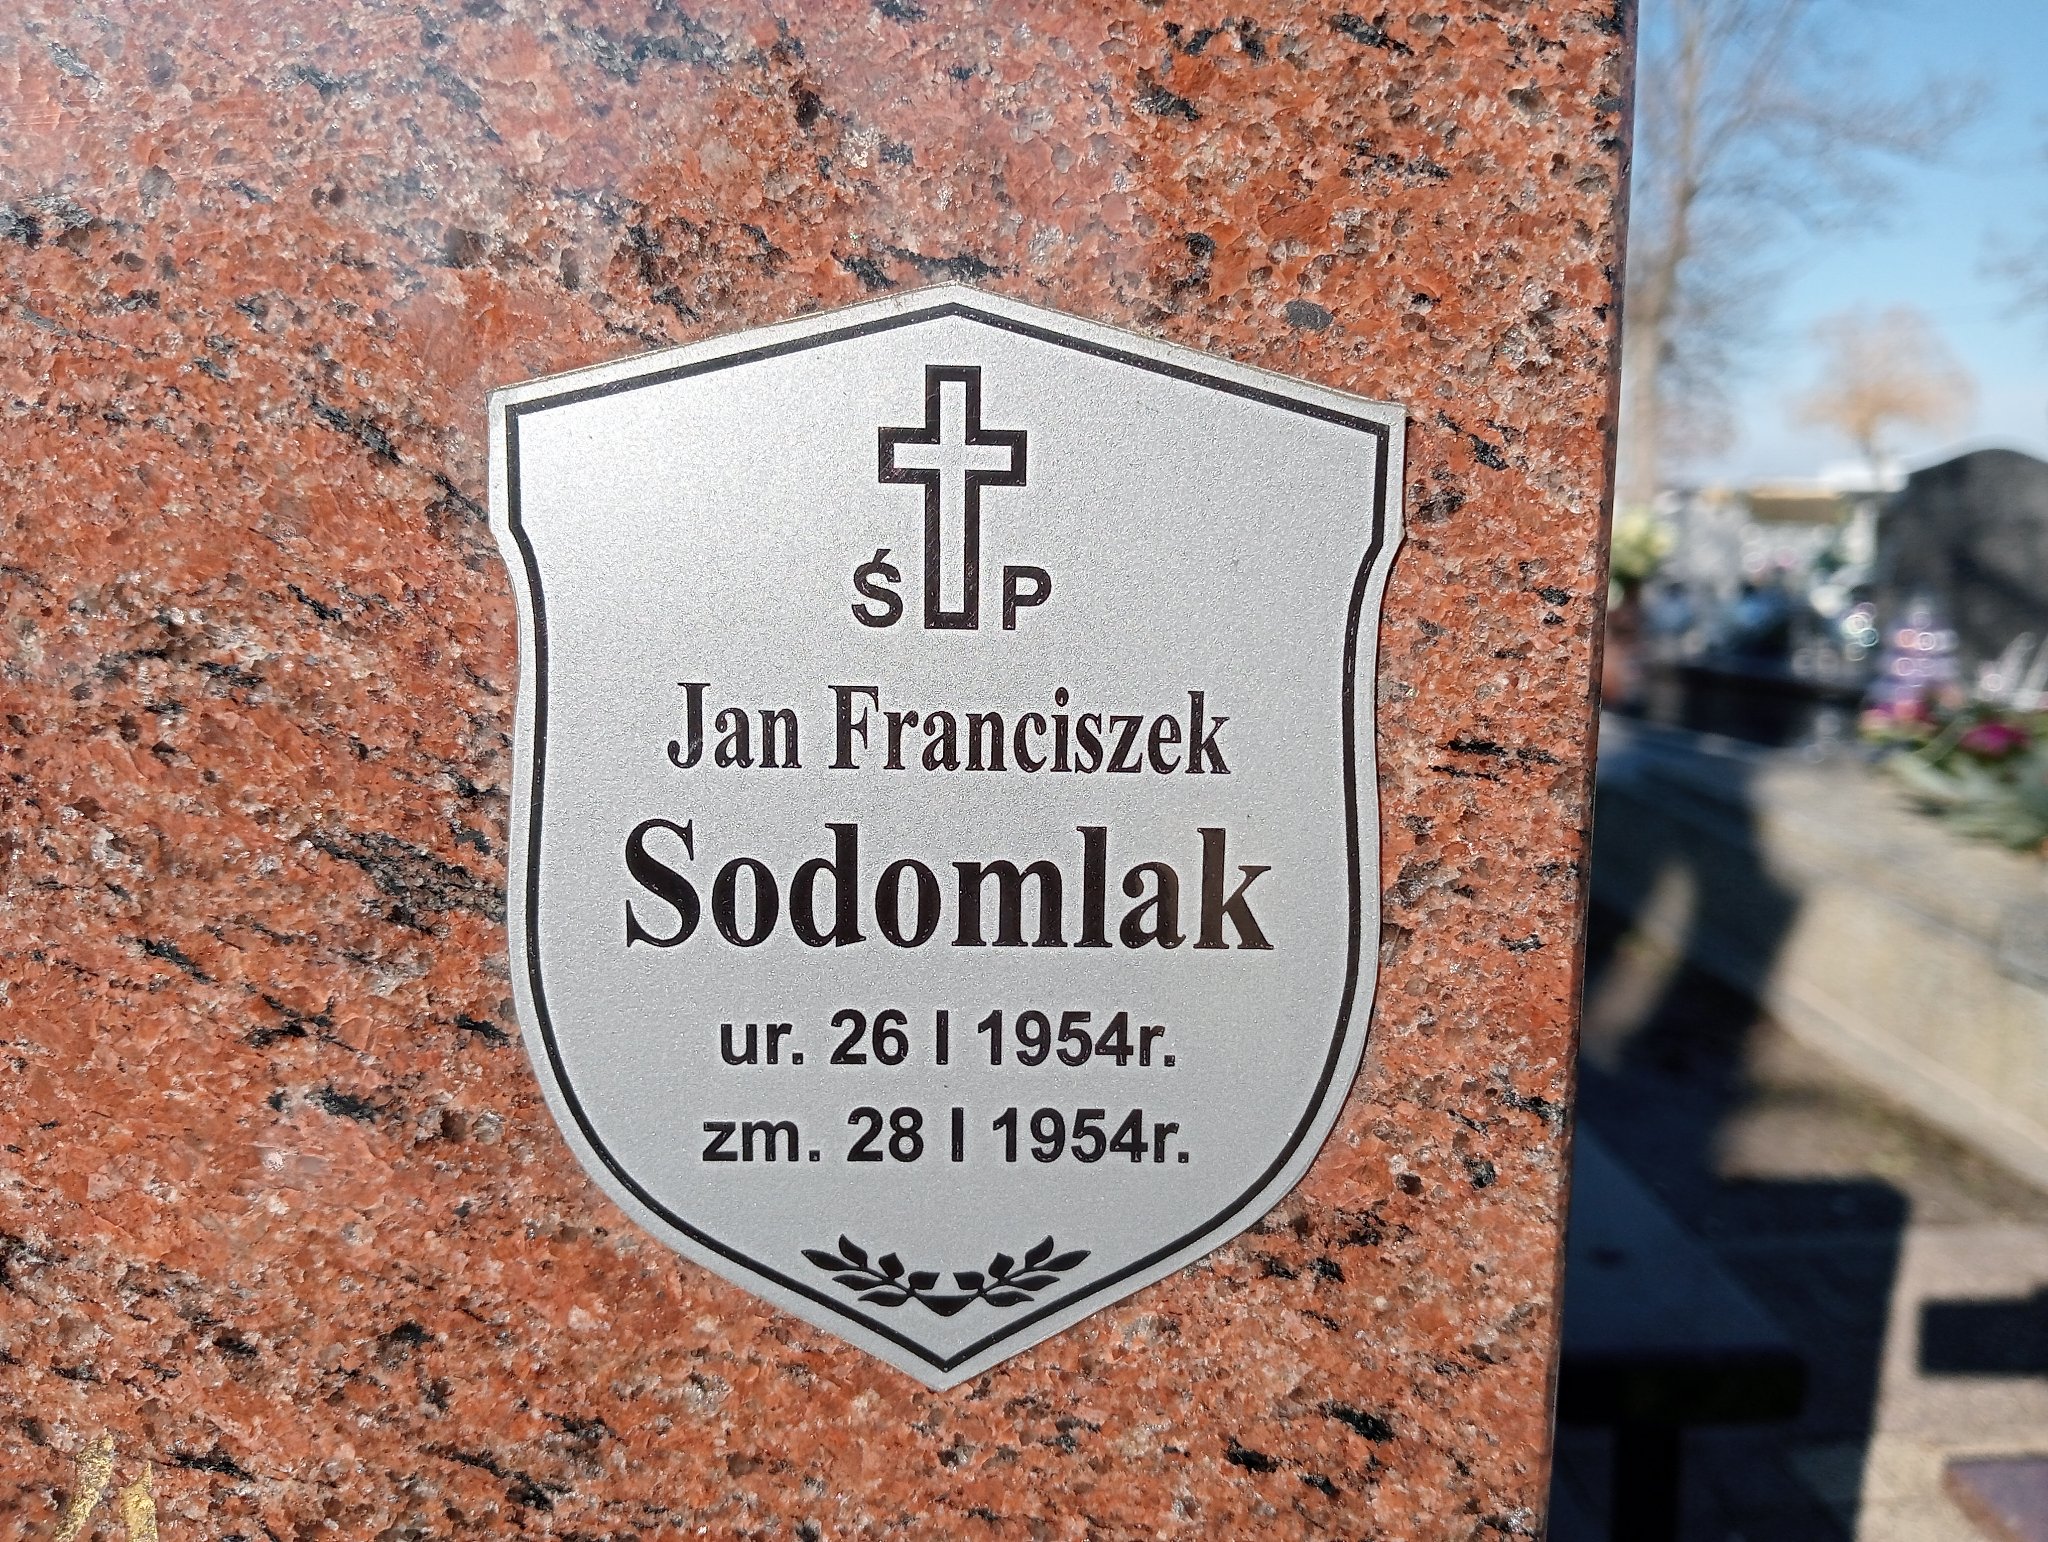 Ś P
Jan Franciszek
Sodomlak
ur. 26 I 1954r.
zm. 28 I 1954r.